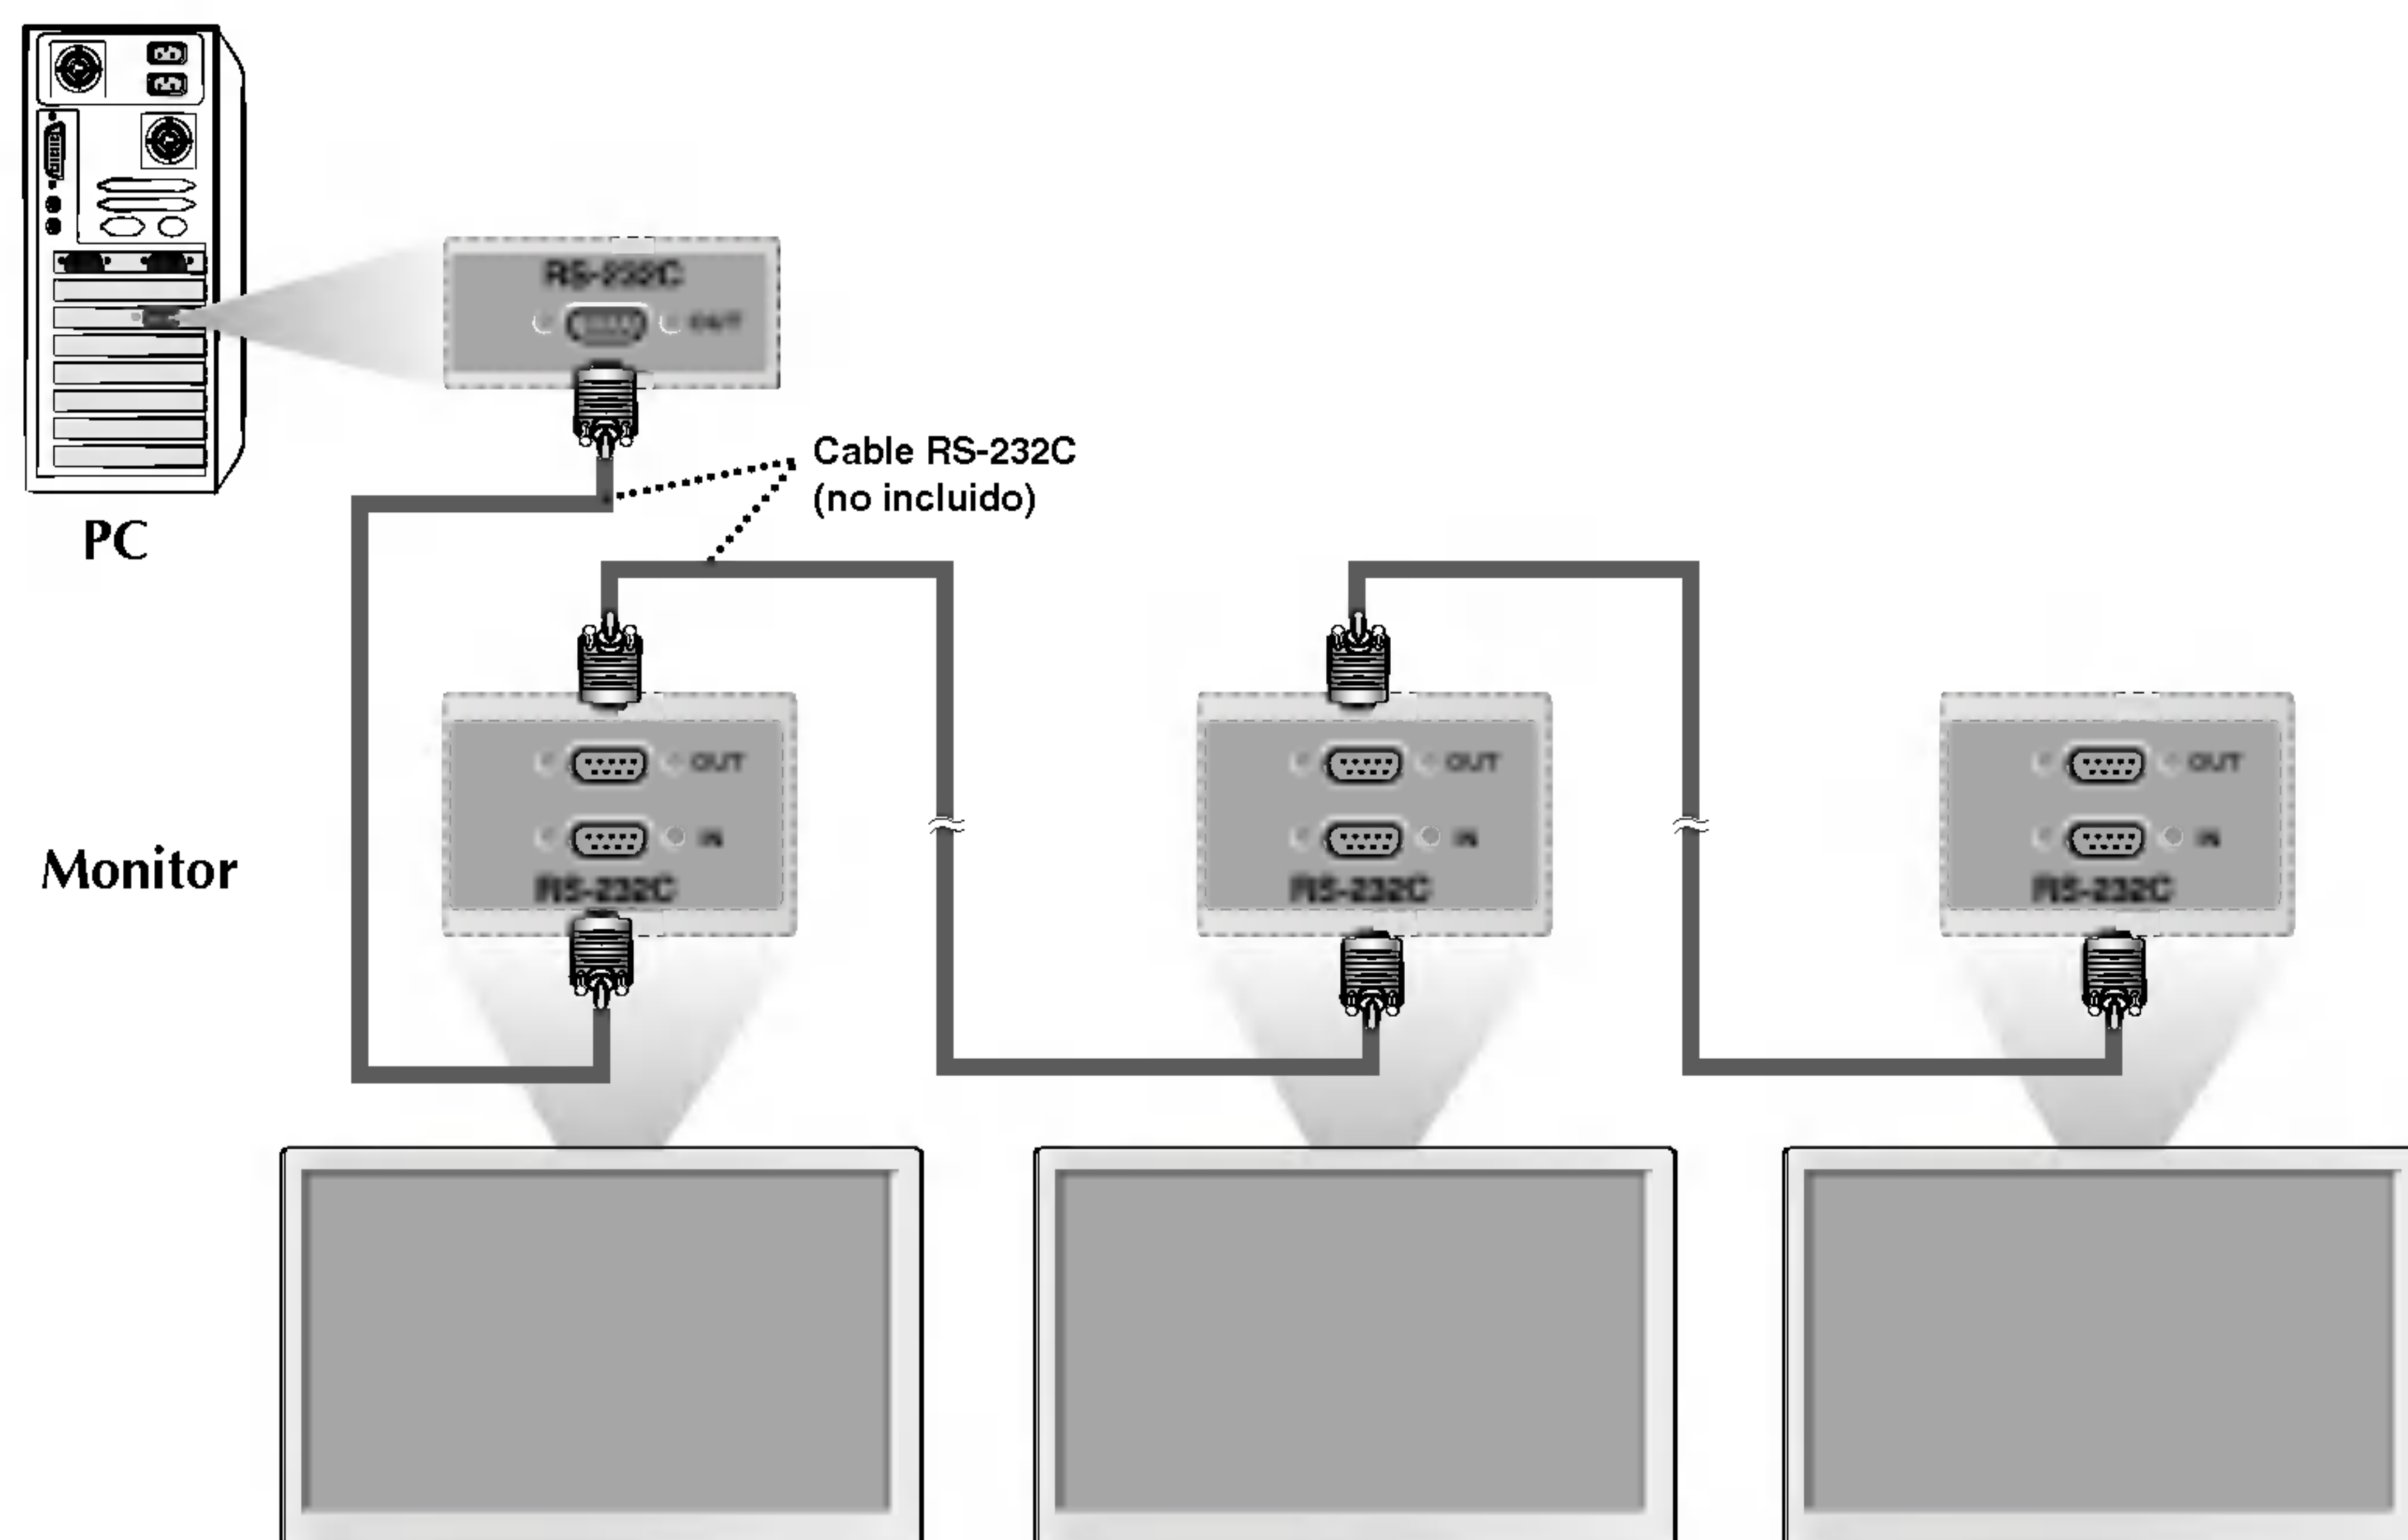 RS-232C
OUT
Cable RS-232C
(no incluido)
PC
OUT
OUT
OUT
Monitor
IN
IN
IN
RS-232C
RS-232C
RS-232C